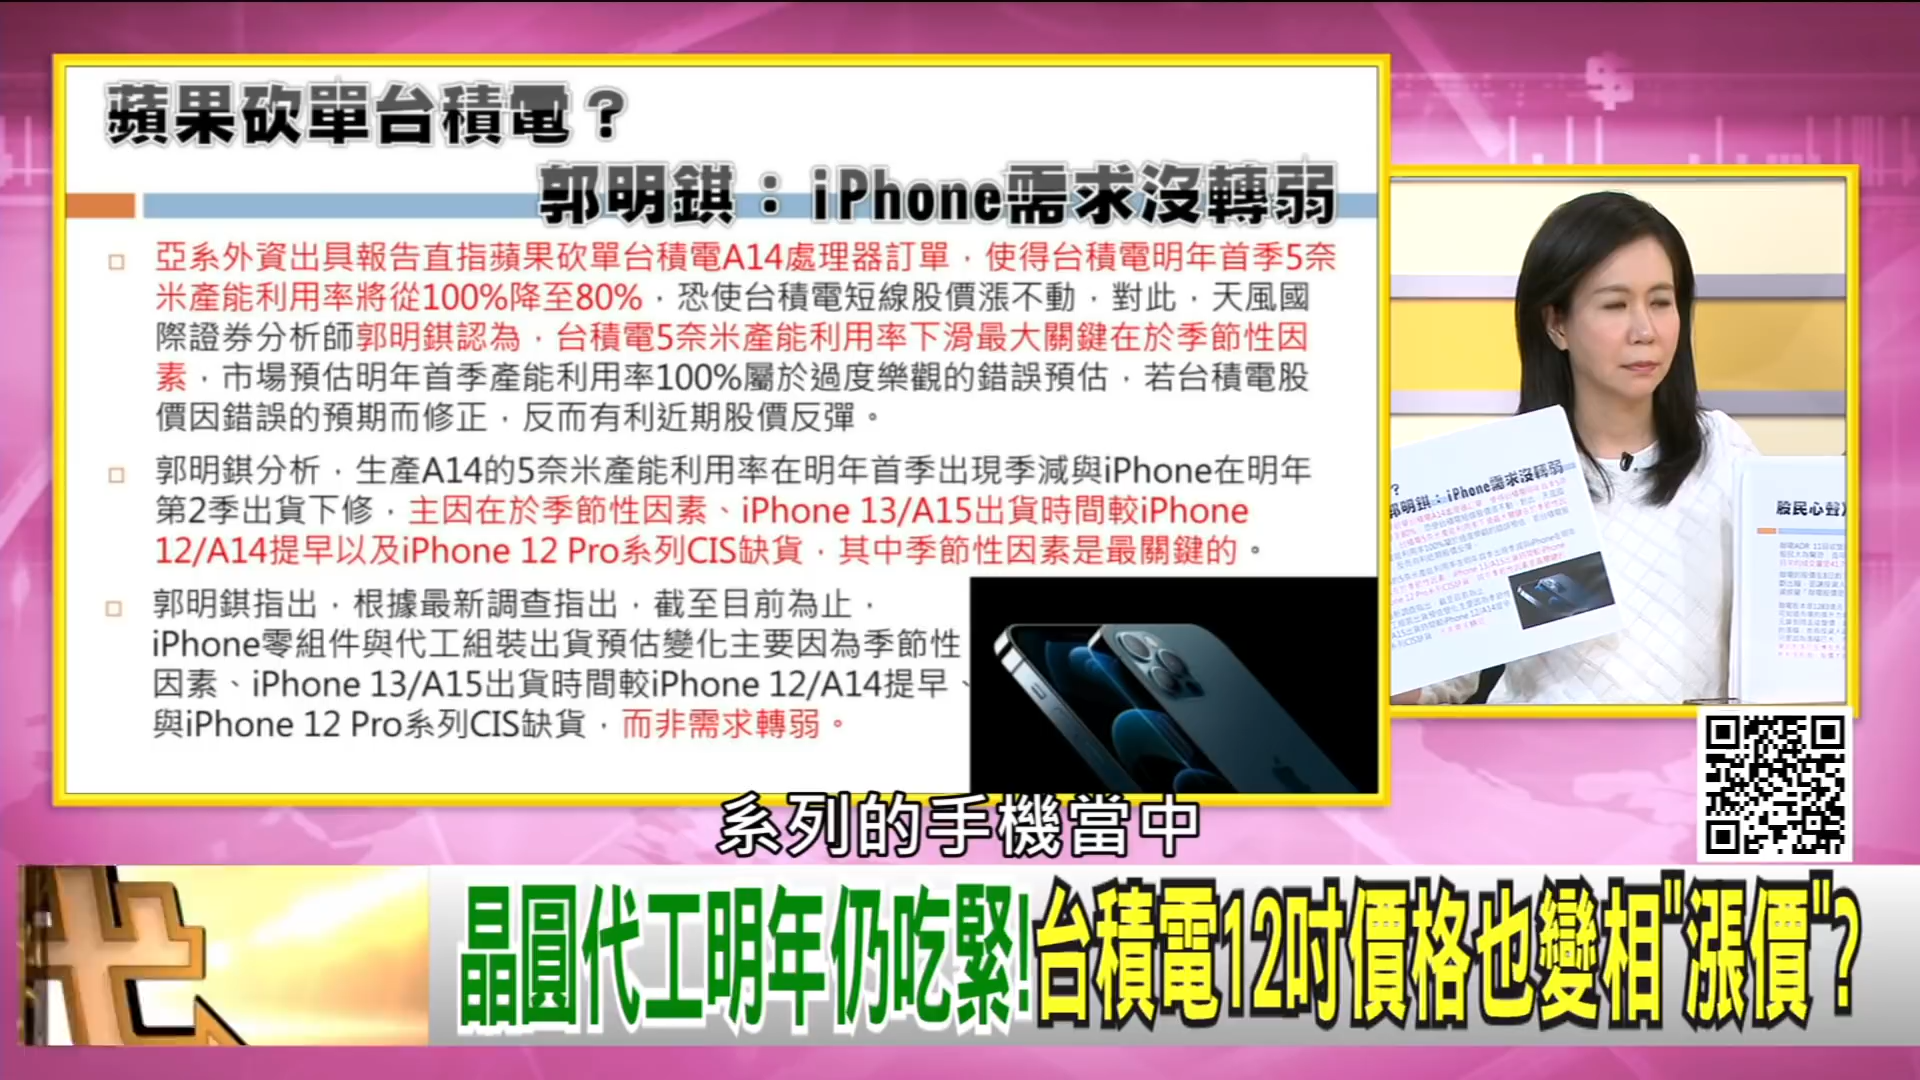 蘋果砍單台積電？
郭明錤：iPhone需求沒轉弱
亞系外資出具報告直指蘋果砍單台積電A14處理器訂單，使得台積電明年首季5奈
米產能利用率將從100%降至80%，恐使台積電短線股價漲不動，對此，天風國
際證券分析師郭明錤認為，台積電5奈米產能利用率下滑最大關鍵在於季節性因
素，市場預估明年首季產能利用率100%屬於過度樂觀的錯誤預估，若台積電股
價因錯誤的預期而修正，反而有利近期股價反彈。
郭明錤分析，生產A14的5奈米產能利用率在明年首季出現季減與iPhone在明年
第2季出貨下修，主因在於季節性因素、iPhone 13/A15出貨時間較iPhone
12/A14提早以及iPhone 12 Pro系列CIS缺貨，其中季節性因素是最關鍵的。
郭明錤指出，根據最新調查指出，截至目前為止，
iPhone零組件與代工組裝出貨預估變化主要因為季節性
因素、iPhone 13/A15出貨時間較iPhone 12/A14提早、
與iPhone 12 Pro系列CIS缺貨，而非需求轉弱。
郭明錤：iPhone需求沒轉弱
股民心聲
系列的手機當中
晶圓代工明年仍吃緊!台積電12吋價格也變相"漲價"?